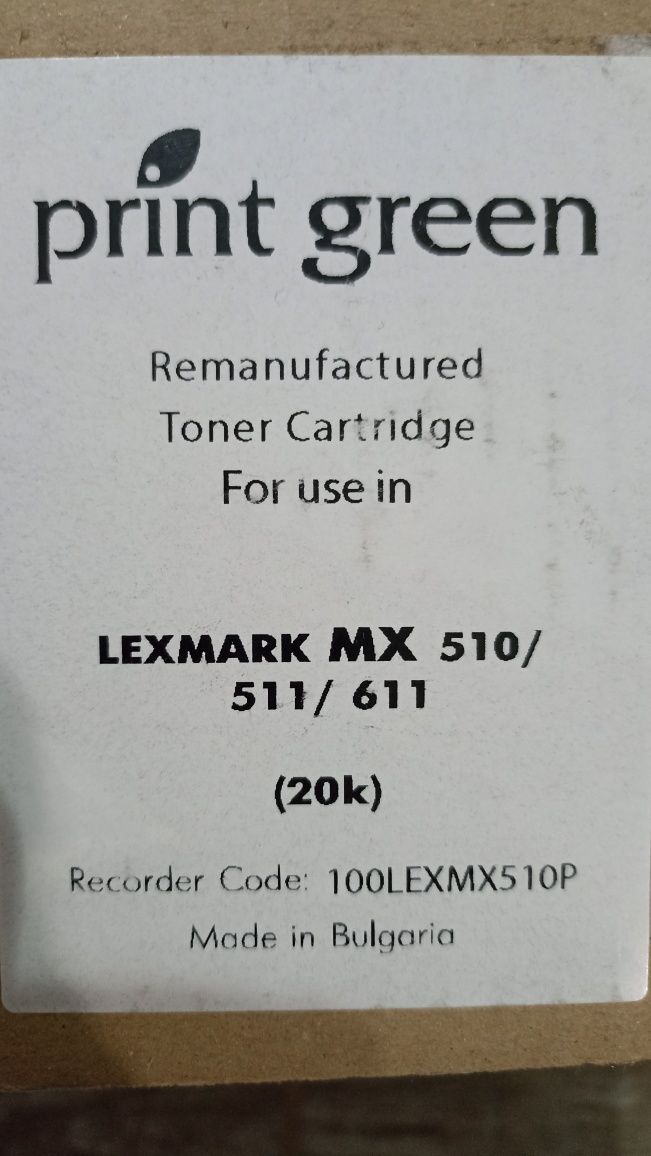 print green
Remanufactured
Toner Cartridge
For use in
LEXMARK MX 510/
511/ 611
(20k)
Recorder Code: 100LEXMX510P
Made in Bulgaria